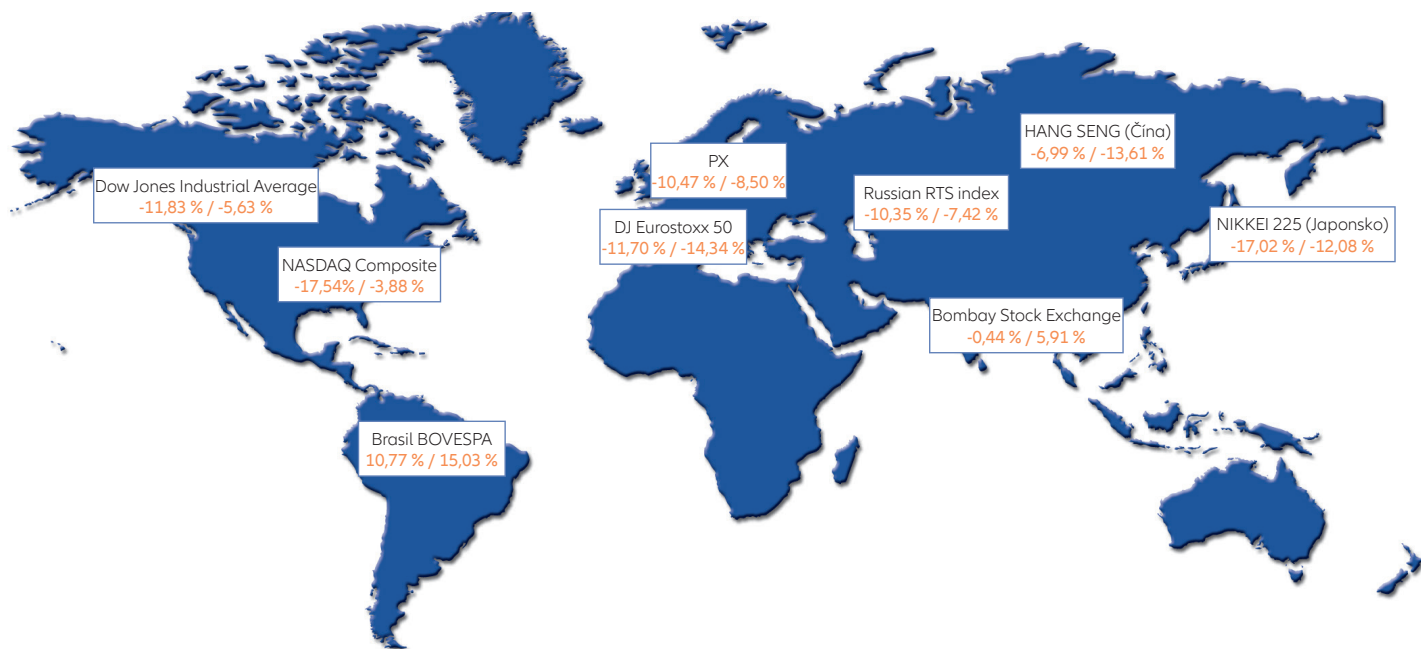 HANG SENG (Čína)
-6,99 % / -13,61 %
PX
-10,47 % / -8,50 %
Dow Jones Industrial Average
-11,83 % / -5,63 %
Russian RTS index
-10,35 % / -7,42 %
DJ Eurostoxx 50
-11,70 % / -14,34 %
NIKKEI 225 (Japonsko)
-17,02 % / -12,08 %
NASDAQ Composite
-17,54% / -3,88 %
Bombay Stock Exchange
-0,44 % / 5,91 %
Brasil BOVESPA
10,77 % / 15,03 %